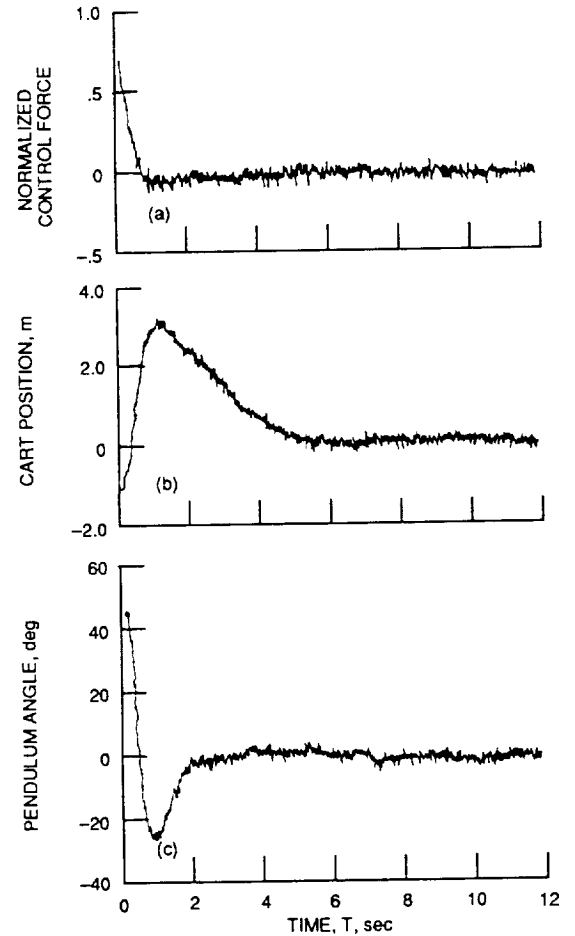 NORMALIZED
CONTROL FORCE
1.0
.5
0
-.5
(a)
CART POSITION, m
4.0
2.0
0
-2.0
(b)
PENDULUM ANGLE, deg
60
40
20
0
-20
-40
(c)
0 2 4 6 8 10 12
TIME, T, sec